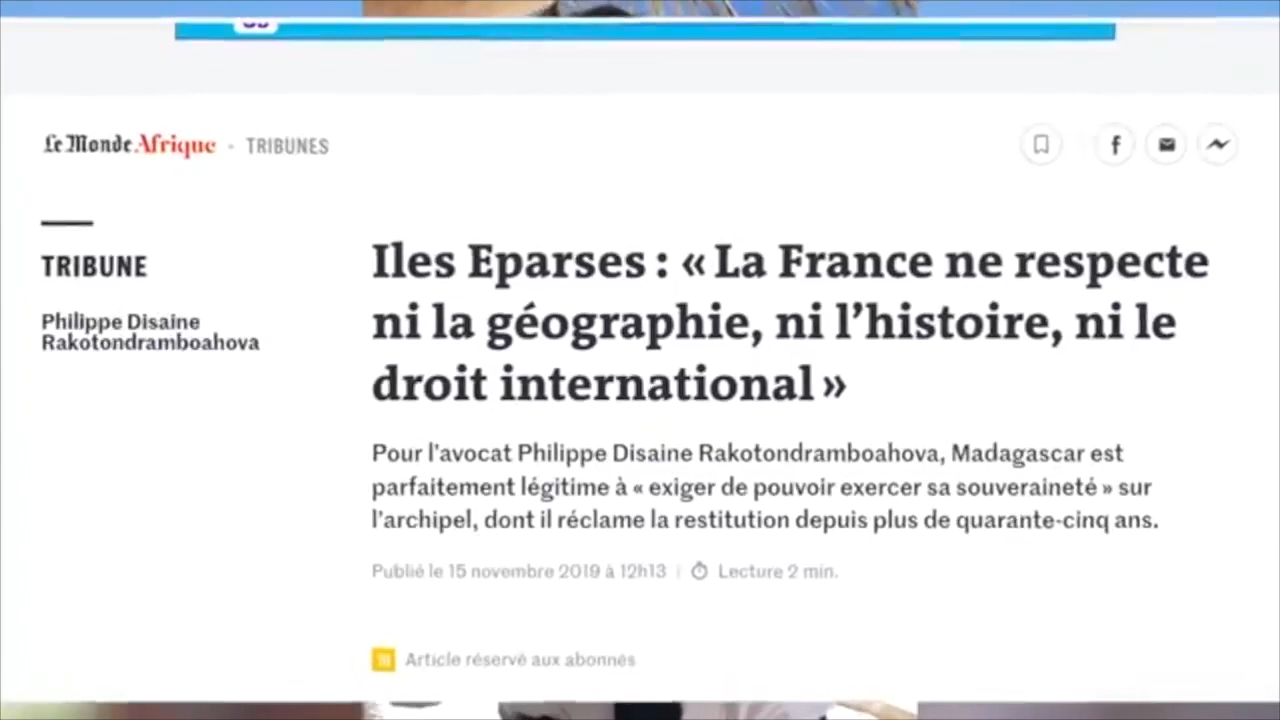 Le Monde Afrique • TRIBUNES
TRIBUNE
Philippe Disaine
Rakotondramboahova
Iles Eparses : « La France ne respecte
ni la géographie, ni l’histoire, ni le
droit international »
Pour l’avocat Philippe Disaine Rakotondramboahova, Madagascar est
parfaitement légitime à « exiger de pouvoir exercer sa souveraineté » sur
l’archipel, dont il réclame la restitution depuis plus de quarante-cinq ans.
Publié le 15 novembre 2019 à 12h13 | Lecture 2 min.
Article réservé aux abonnés